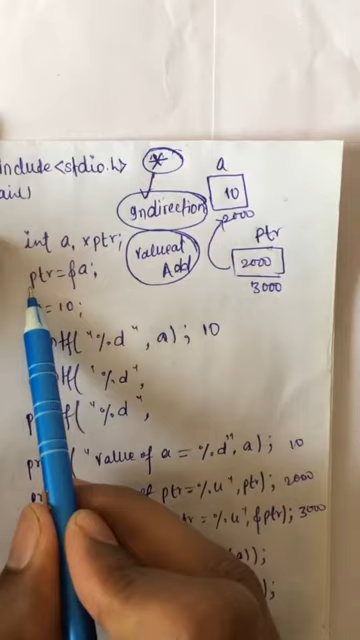 include<stdio.h>
*
a
10
2000
Indirection
int a, *ptr;
valueat
Add
ptr
2000
3000
ptr=&a;
= 10;
"%d", a); 10
"%d",
"%d",
"value of a = %d", a); 10
ptr=%u", ptr); 2000
= %u", &ptr); 3000
a));
);